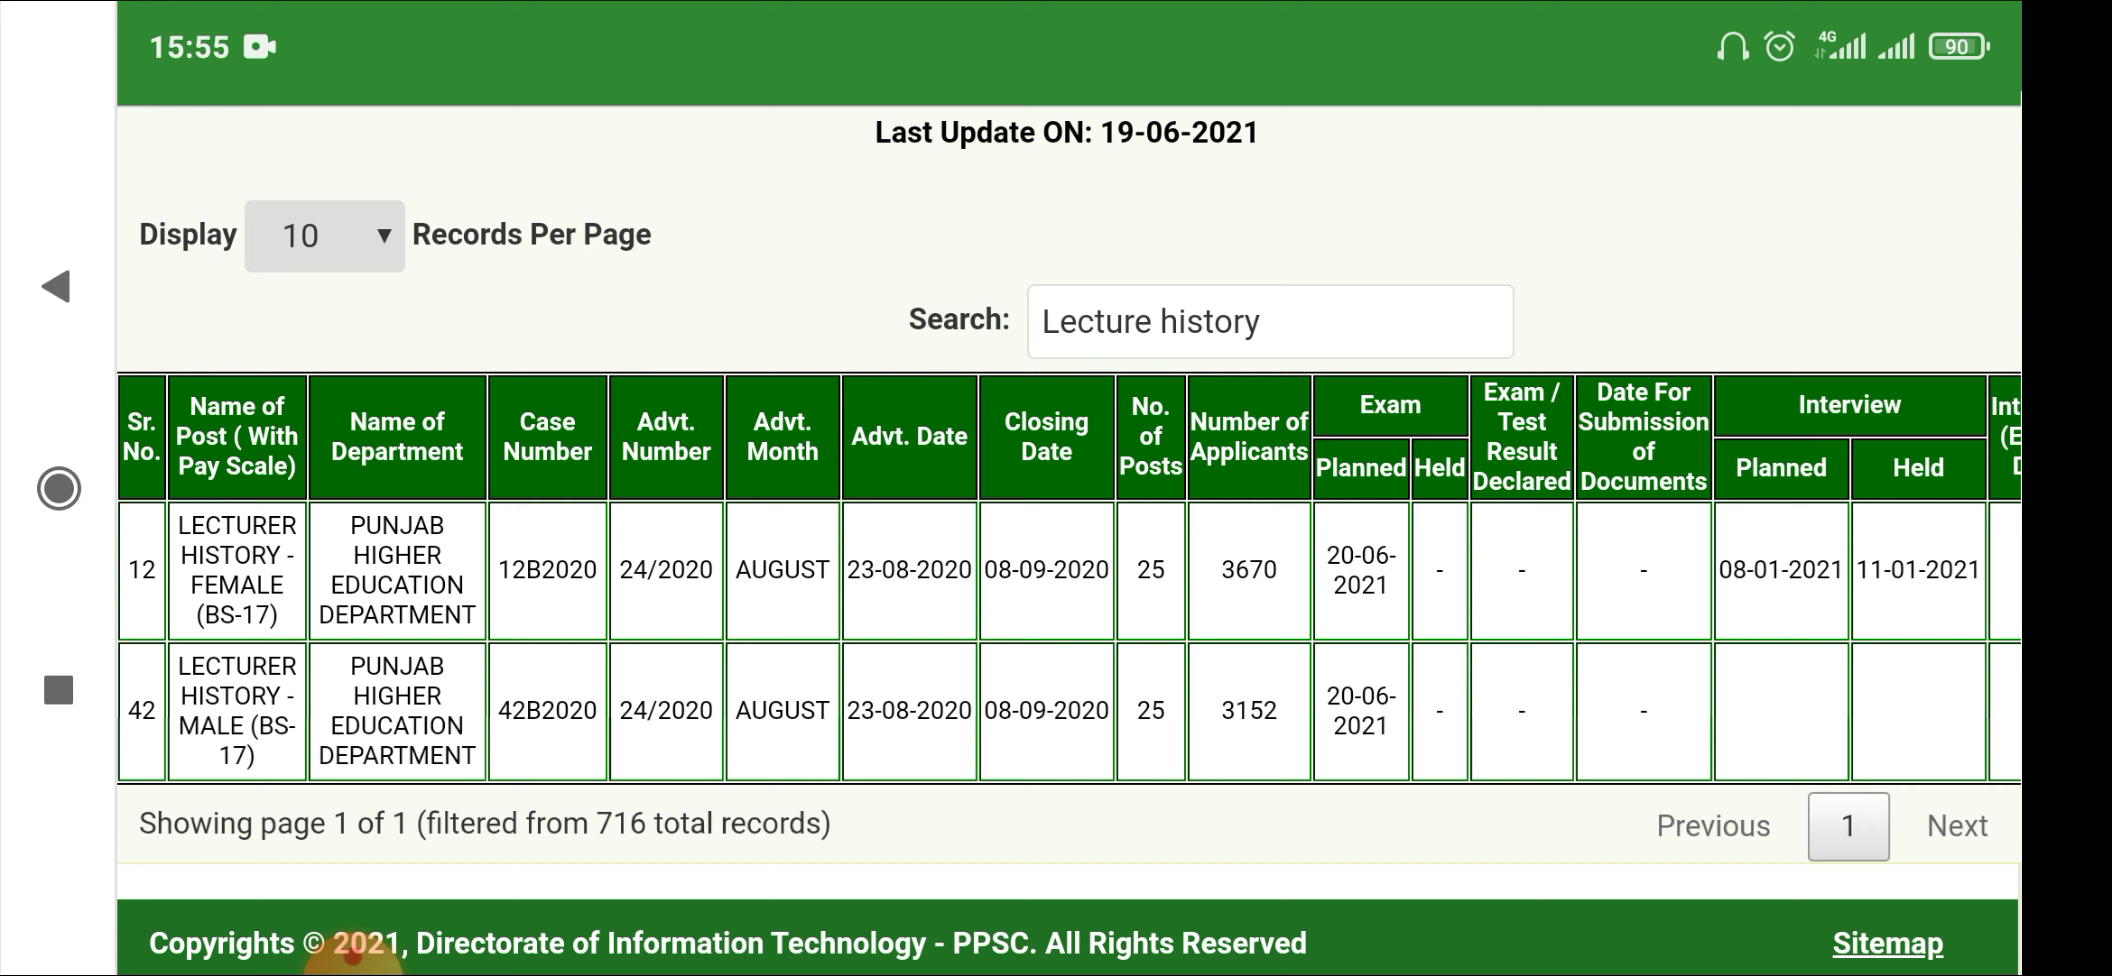 15:55
4G
90
Last Update ON: 19-06-2021
Display 10 Records Per Page
Search: Lecture history
Sr. No.
Name of Post ( With Pay Scale)
Name of Department
Case Number
Advt. Number
Advt. Month
Advt. Date
Closing Date
No. of Posts
Number of Applicants
Exam
Planned Held
Exam / Test Result Declared
Date For Submission of Documents
Interview
Planned Held
Int
(E
12
LECTURER HISTORY - FEMALE (BS-17)
PUNJAB HIGHER EDUCATION DEPARTMENT
12B2020
24/2020
AUGUST
23-08-2020
08-09-2020
25
3670
20-06-2021
-
-
-
08-01-2021
11-01-2021
42
LECTURER HISTORY - MALE (BS-17)
PUNJAB HIGHER EDUCATION DEPARTMENT
42B2020
24/2020
AUGUST
23-08-2020
08-09-2020
25
3152
20-06-2021
-
-
-
Showing page 1 of 1 (filtered from 716 total records)
Previous 1 Next
Copyrights © 2021, Directorate of Information Technology - PPSC. All Rights Reserved
Sitemap